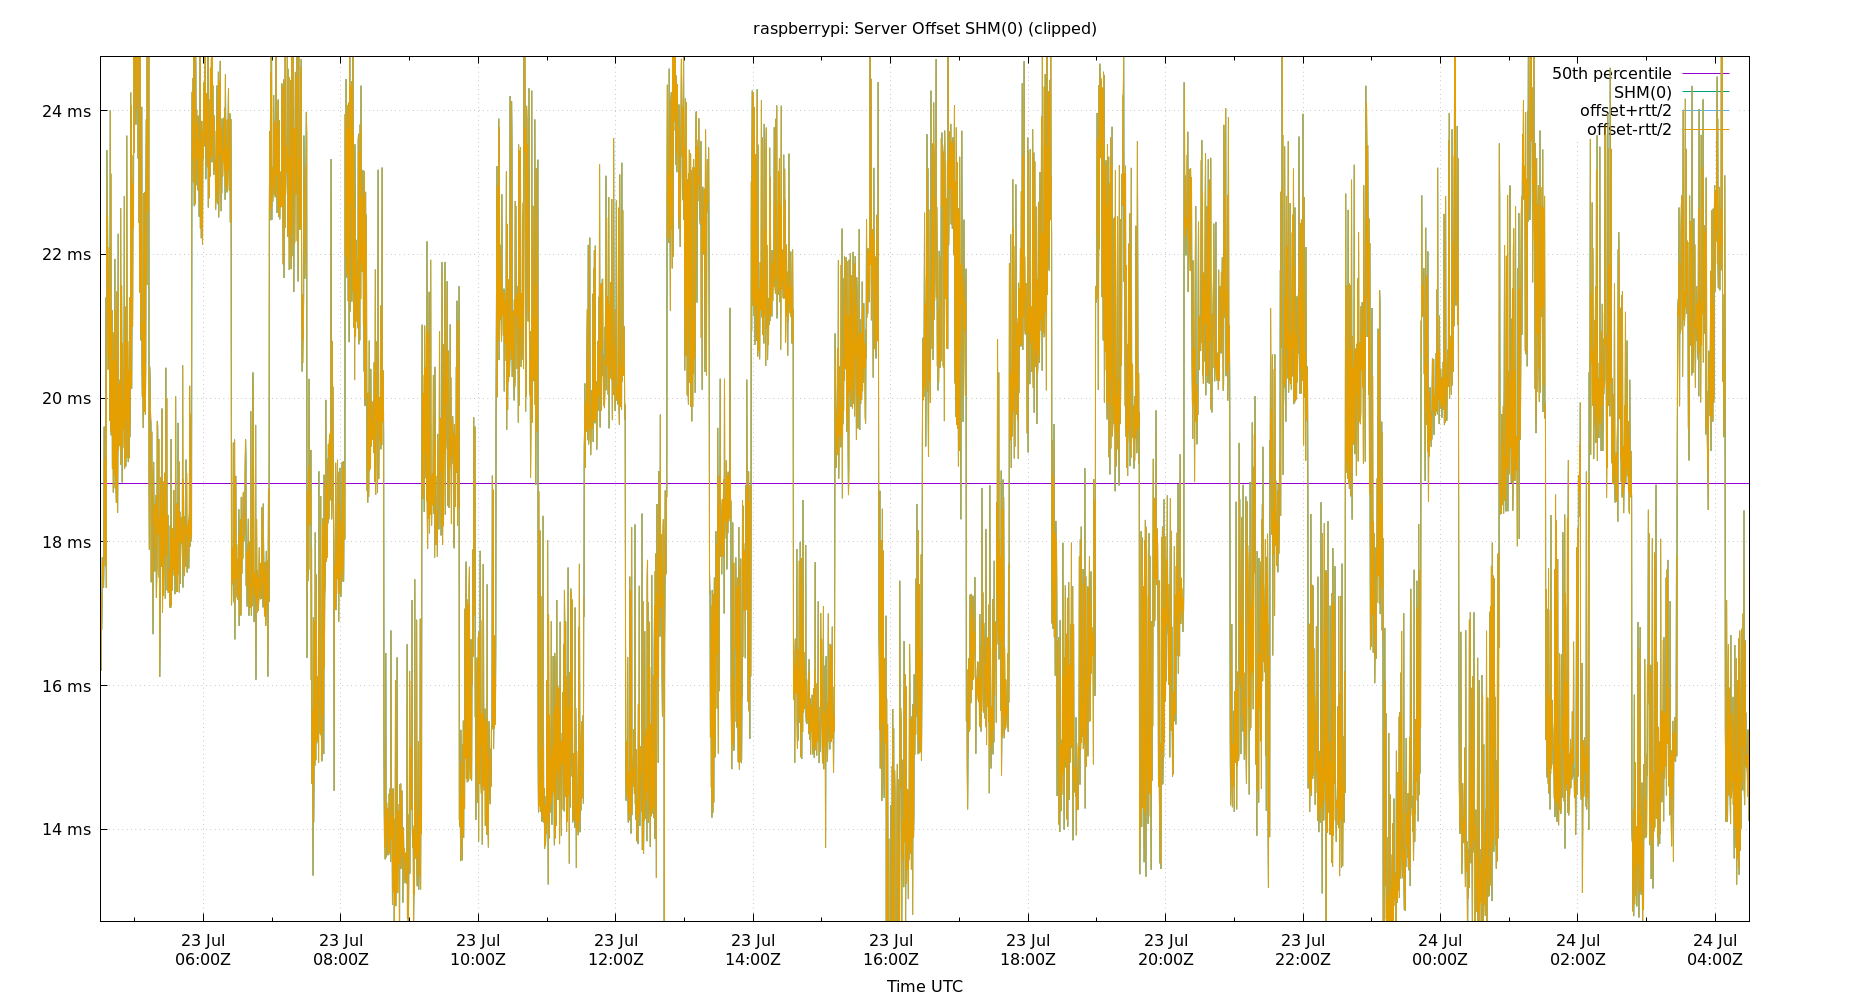 raspberrypi: Server Offset SHM(0) (clipped)
50th percentile
SHM(0)
offset+rtt/2
offset-rtt/2
24 ms
22 ms
20 ms
18 ms
16 ms
14 ms
23 Jul 23 Jul 23 Jul 23 Jul 23 Jul 23 Jul 23 Jul 23 Jul 23 Jul 24 Jul 24 Jul 24 Jul
06:00Z 08:00Z 10:00Z 12:00Z 14:00Z 16:00Z 18:00Z 20:00Z 22:00Z 00:00Z 02:00Z 04:00Z
Time UTC